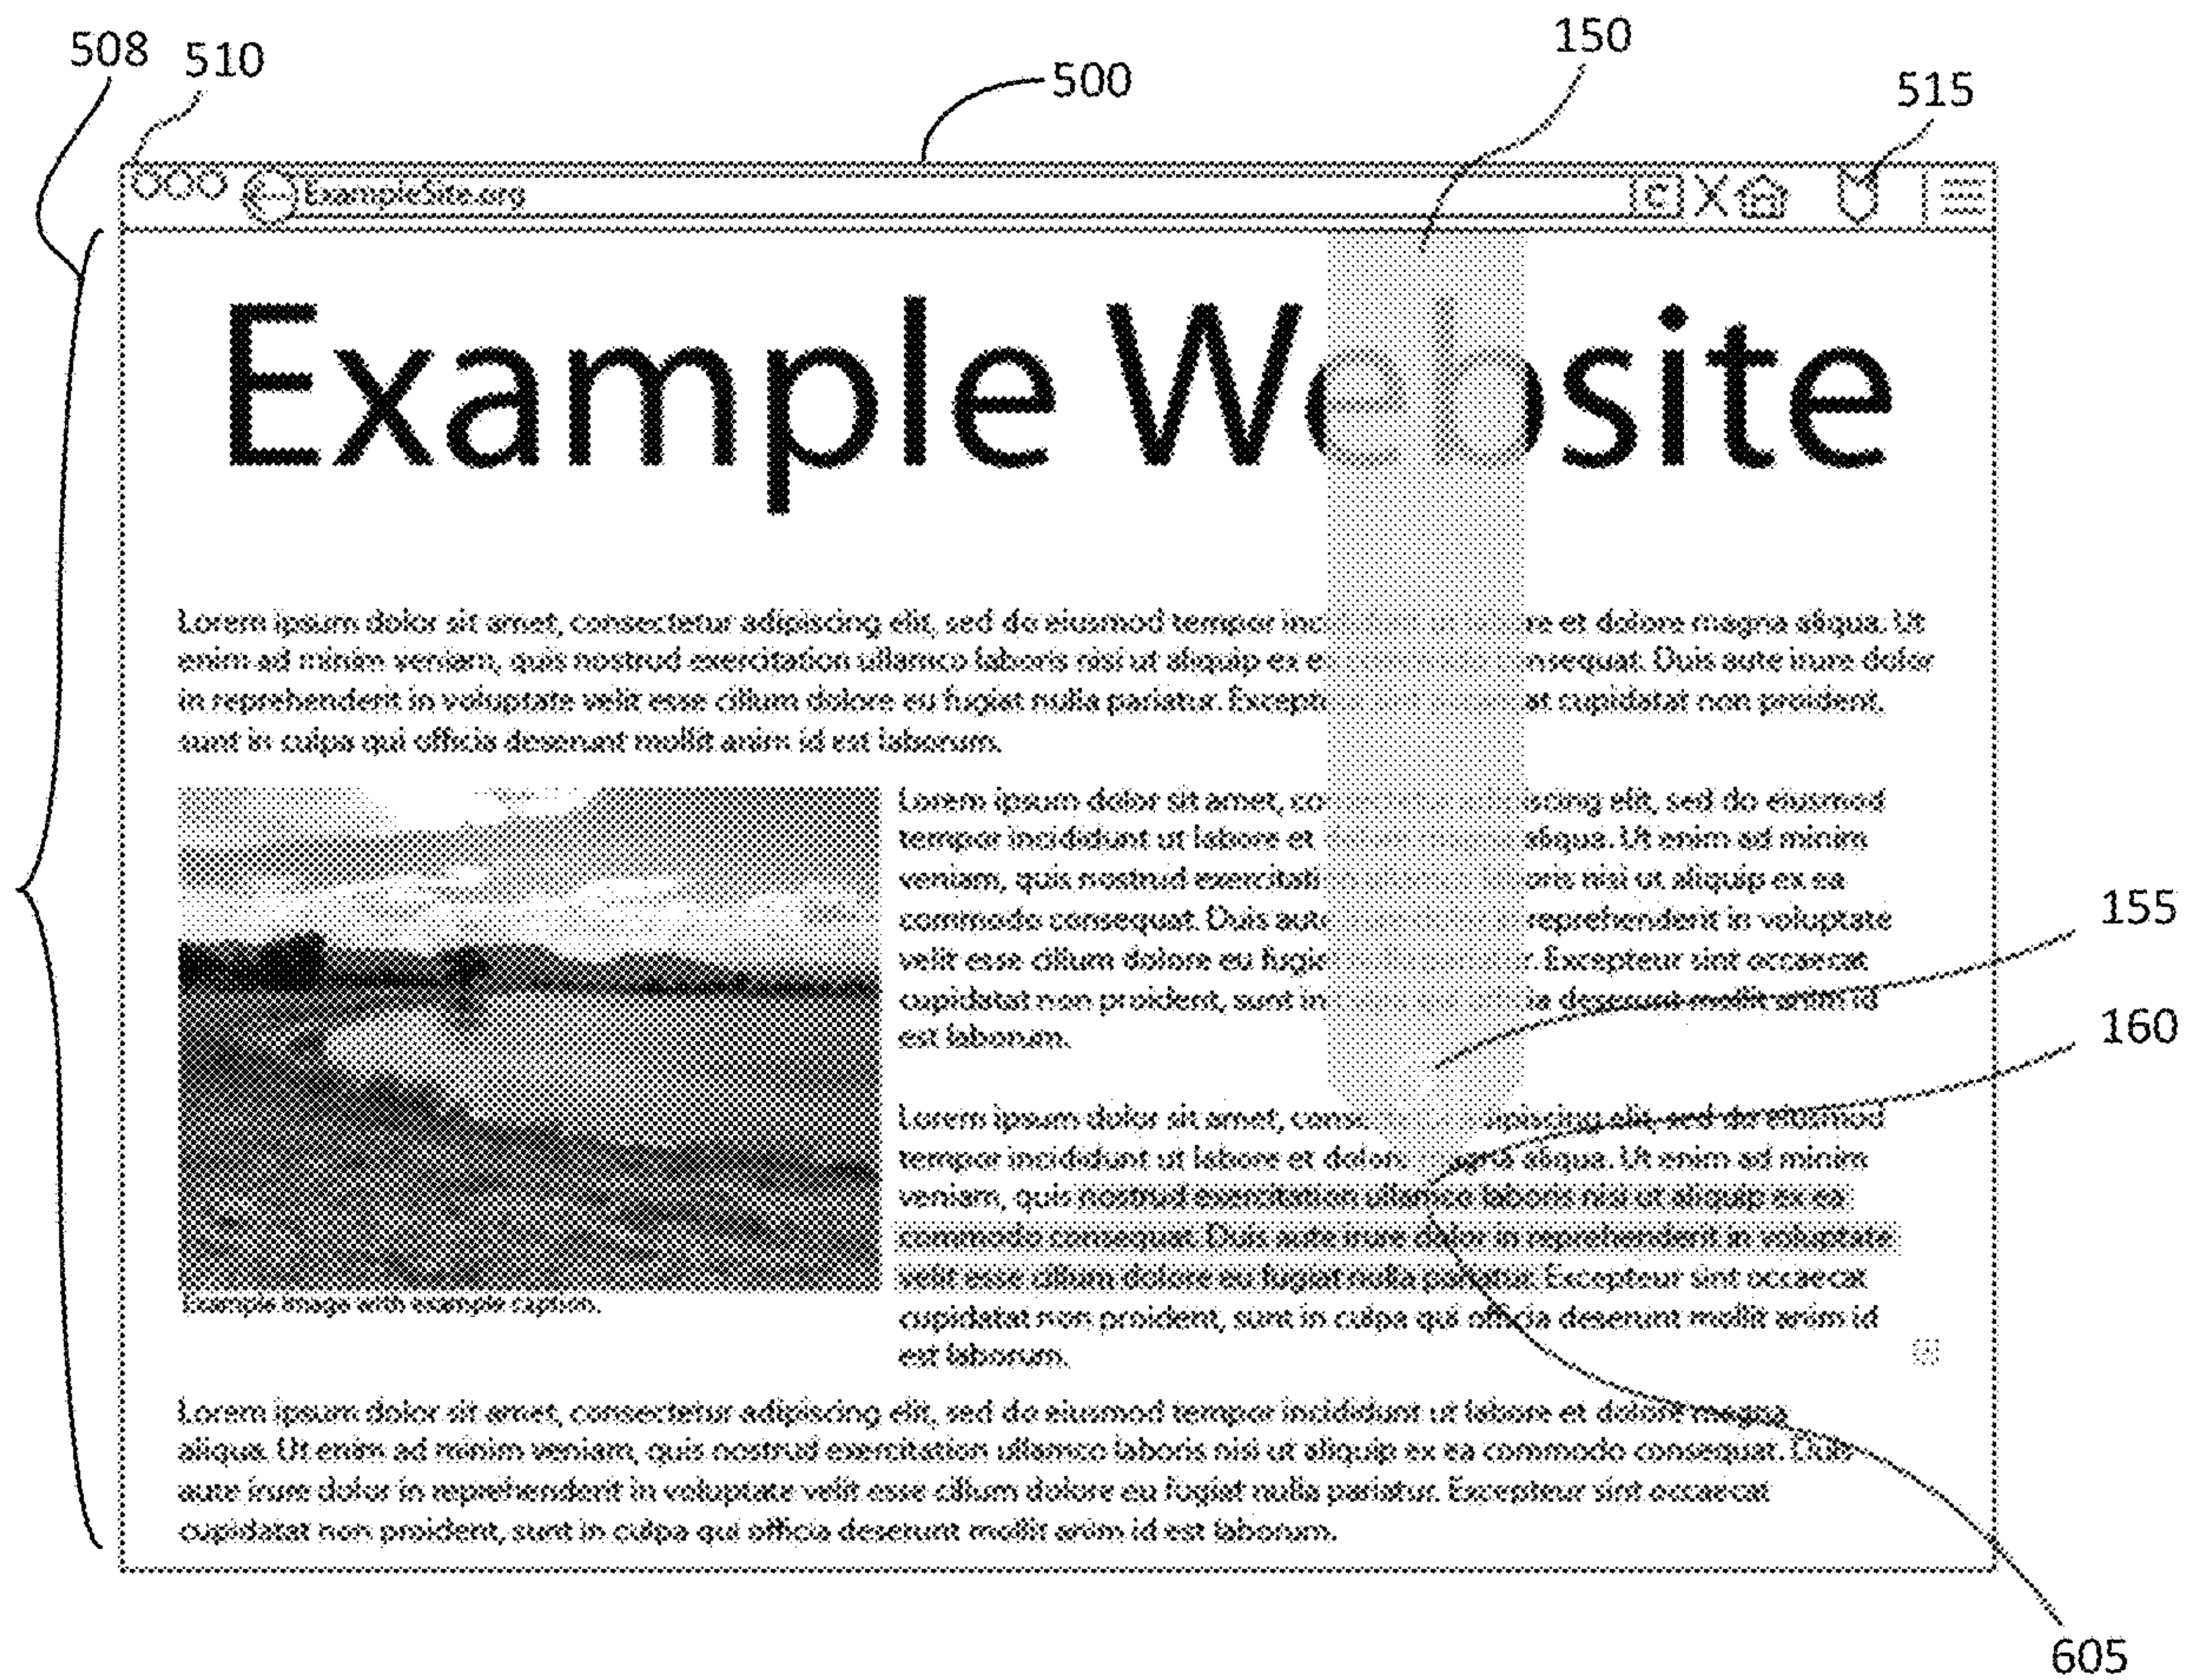 508
510
500
150
515
ExampleSite.org
C
X
Example Website
Lorem ipsum dolor sit amet, consectetur adipiscing elit, sed do eiusmod tempor inc re et dolore magna aliqua. Ut
enim ad minim veniam, quis nostrud exercitation ullamco laboris nisi ut aliquip ex e nsequat. Duis aute irure dolor
in reprehenderit in voluptate velit esse cillum dolore eu fugiat nulla pariatur. Except at cupidatat non proident,
sunt in culpa qui officia deserunt mollit anim id est laborum.
Lorem ipsum dolor sit amet, co scing elit, sed do eiusmod
tempor incididunt ut labore et aliqua. Ut enim ad minim
veniam, quis nostrud exercitati oris nisi ut aliquip ex ea
commodo consequat. Duis aute reprehenderit in voluptate
velit esse cillum dolore eu fugia r. Excepteur sint occaecat
cupidatat non proident, sunt in ia deserunt mollit anim id
est laborum.
155
160
Lorem ipsum dolor sit amet, conse ipiscing elit, sed do eiusmod
tempor incididunt ut labore et dolore gna aliqua. Ut enim ad minim
veniam, quis nostrud exercitation ullamco laboris nisi ut aliquip ex ea
commodo consequat. Duis aute irure dolor in reprehenderit in voluptate
velit esse cillum dolore eu fugiat nulla pariatur. Excepteur sint occaecat
cupidatat non proident, sunt in culpa qui officia deserunt mollit anim id
est laborum.
Example image with example caption.
Lorem ipsum dolor sit amet, consectetur adipiscing elit, sed do eiusmod tempor incididunt ut labore et dolore magna
aliqua. Ut enim ad minim veniam, quis nostrud exercitation ullamco laboris nisi ut aliquip ex ea commodo consequat. Duis
aute irure dolor in reprehenderit in voluptate velit esse cillum dolore eu fugiat nulla pariatur. Excepteur sint occaecat
cupidatat non proident, sunt in culpa qui officia deserunt mollit anim id est laborum.
605